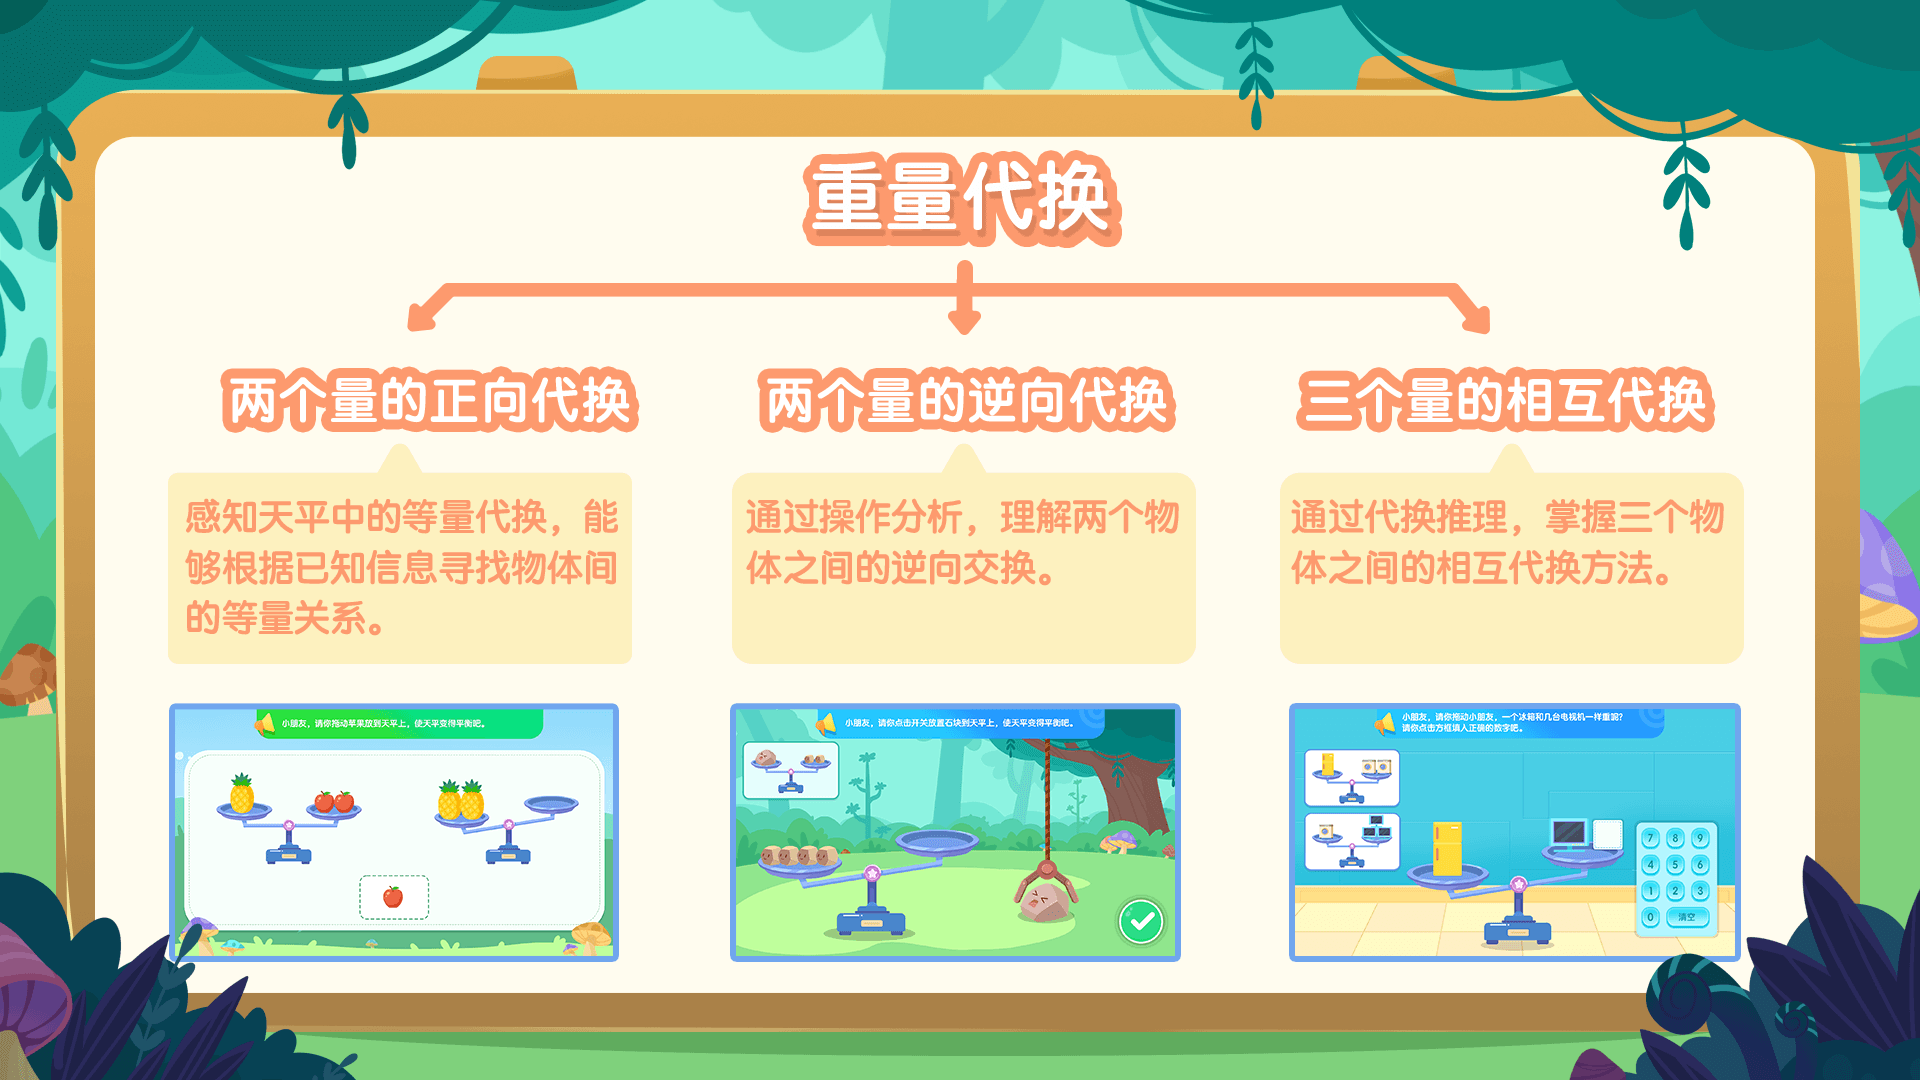 重量代换
两个量的正向代换
感知天平中的等量代换，能
够根据已知信息寻找物体间
的等量关系。
小朋友，请你拖动苹果放到天平上，使天平变得平衡吧。
两个量的逆向代换
通过操作分析，理解两个物
体之间的逆向交换。
小朋友，请你点击开关放置石块到天平上，使天平变得平衡吧。
三个量的相互代换
通过代换推理，掌握三个物
体之间的相互代换方法。
小朋友，请你拖动小朋友，一个冰箱和几台电视机一样重呢？
请你点击方框填入正确的数字吧。
7 8 9
4 5 6
1 2 3
0 清空